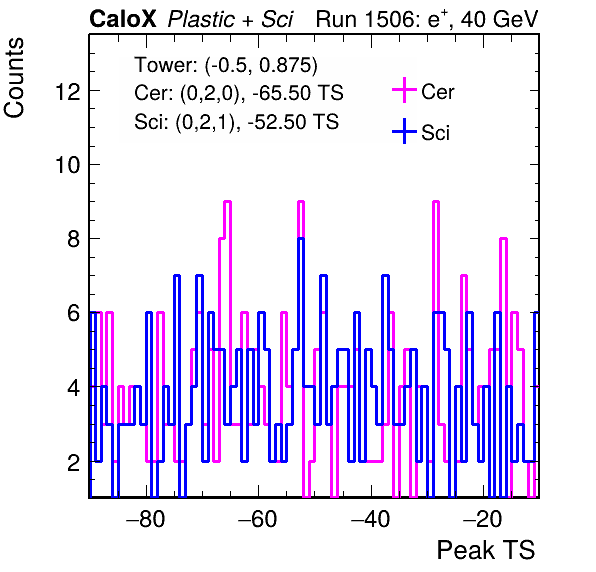 CaloX Plastic + Sci Run 1506: e⁺, 40 GeV
Tower: (-0.5, 0.875)
Cer: (0,2,0), -65.50 TS
Sci: (0,2,1), -52.50 TS
Cer
Sci
Counts
12
10
8
6
4
2
−80 −60 −40 −20
Peak TS